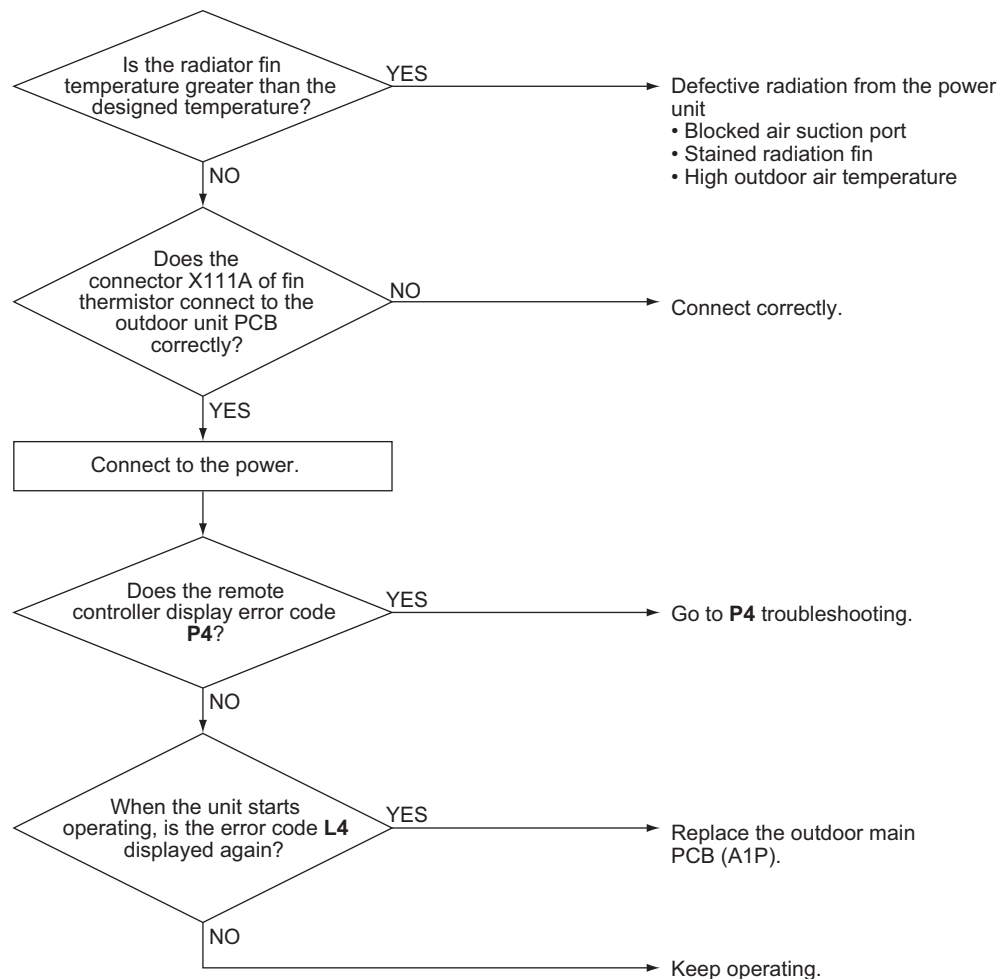 Is the radiator fin
temperature greater than the
designed temperature?
YES
Defective radiation from the power
unit
• Blocked air suction port
• Stained radiation fin
• High outdoor air temperature
NO
Does the
connector X111A of fin
thermistor connect to the
outdoor unit PCB
correctly?
NO
Connect correctly.
YES
Connect to the power.
Does the remote
controller display error code
P4?
YES
Go to P4 troubleshooting.
NO
When the unit starts
operating, is the error code L4
displayed again?
YES
Replace the outdoor main
PCB (A1P).
NO
Keep operating.